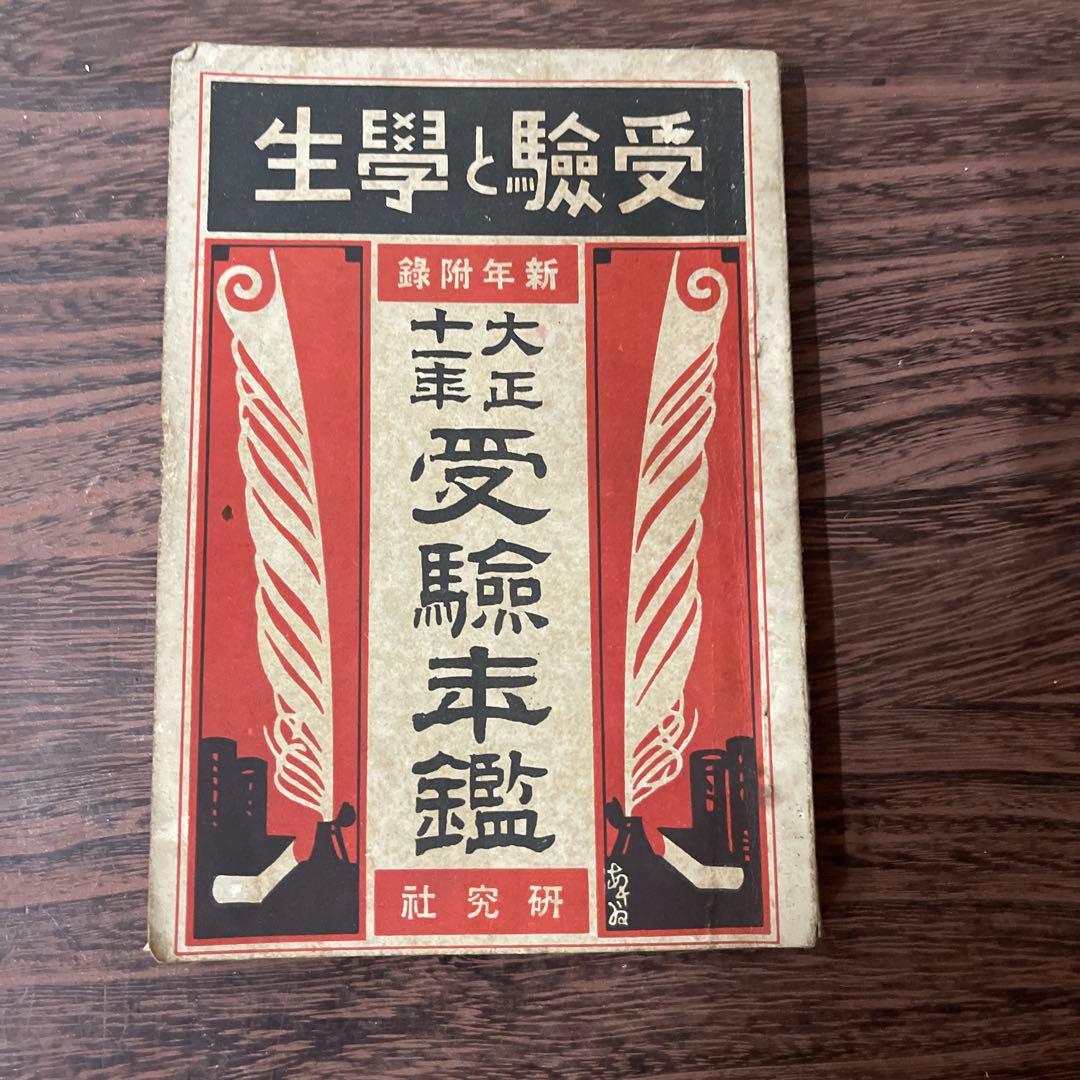 受驗と學生
新年附錄
大正
十一年
受驗年鑑
研究社